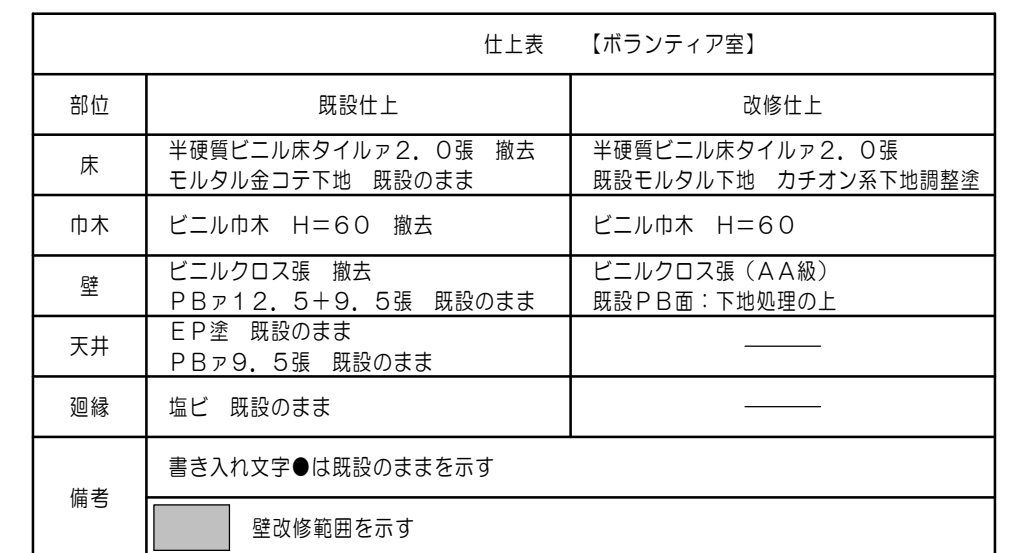 仕上表　【ボランティア室】
部位　既設仕上　改修仕上
床　半硬質ビニル床タイルァ２．０張　撤去　半硬質ビニル床タイルァ２．０張
モルタル金コテ下地　既設のまま　既設モルタル下地　カチオン系下地調整塗
巾木　ビニル巾木　Ｈ＝６０　撤去　ビニル巾木　Ｈ＝６０
壁　ビニルクロス張　撤去　ビニルクロス張（ＡＡ級）
ＰＢァ１２．５＋９．５張　既設のまま　既設ＰＢ面：下地処理の上
天井　ＥＰ塗　既設のまま　――
ＰＢァ９．５張　既設のまま
廻縁　塩ビ　既設のまま　――
備考　書き入れ文字●は既設のままを示す
壁改修範囲を示す